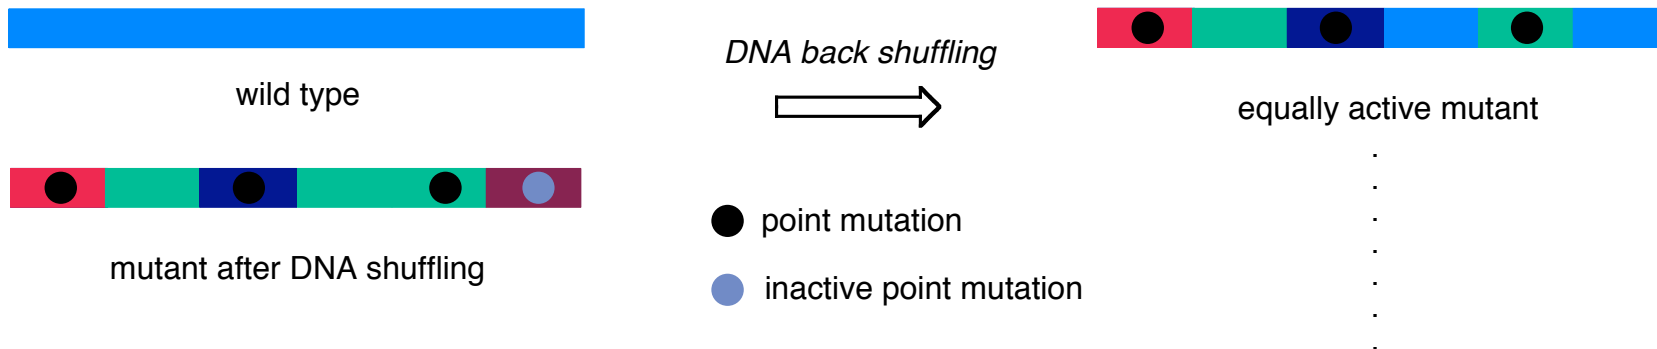 wild type
mutant after DNA shuffling
DNA back shuffling
point mutation
inactive point mutation
equally active mutant